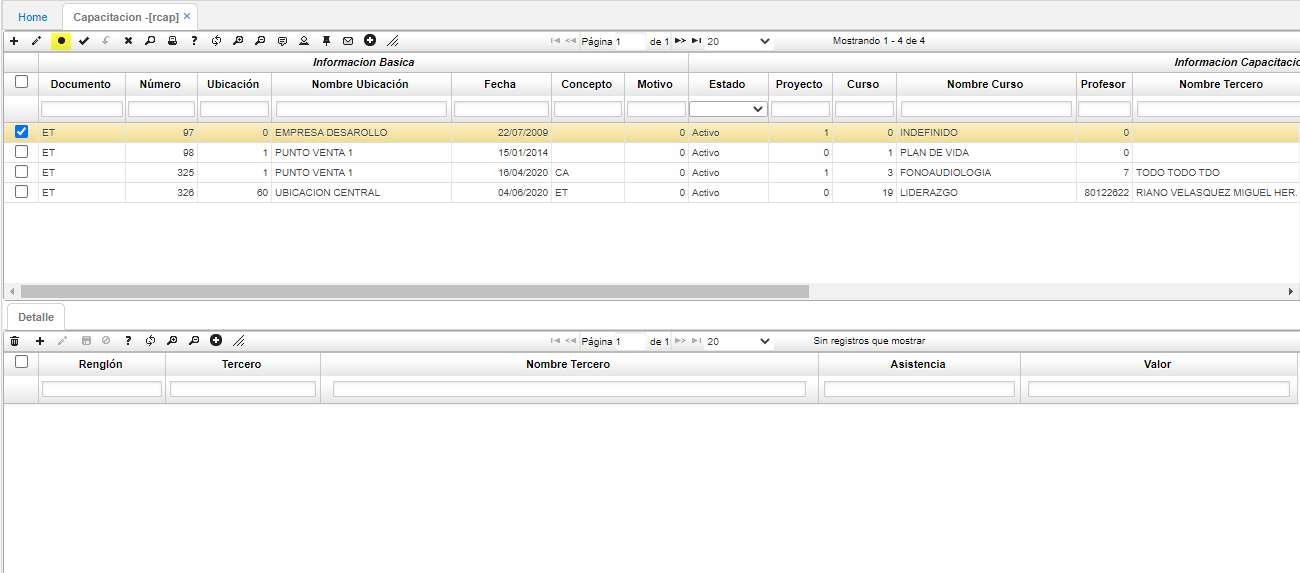 Home
Capacitacion -[rcap] ×
Página 1 de 1 20 Mostrando 1 - 4 de 4
Informacion Basica Informacion Capacitacio
Documento Número Ubicación Nombre Ubicación Fecha Concepto Motivo Estado Proyecto Curso Nombre Curso Profesor Nombre Tercero
ET 97 0 EMPRESA DESAROLLO 22/07/2009 0 Activo 1 0 INDEFINIDO 0
ET 98 1 PUNTO VENTA 1 15/01/2014 0 Activo 0 1 PLAN DE VIDA 0
ET 325 1 PUNTO VENTA 1 16/04/2020 CA 0 Activo 1 3 FONOAUDIOLOGIA 7 TODO TODO TDO
ET 326 60 UBICACION CENTRAL 04/06/2020 ET 0 Activo 0 19 LIDERAZGO 80122622 RIANO VELASQUEZ MIGUEL HER.
Detalle
Página 1 de 1 20 Sin registros que mostrar
Renglón Tercero Nombre Tercero Asistencia Valor